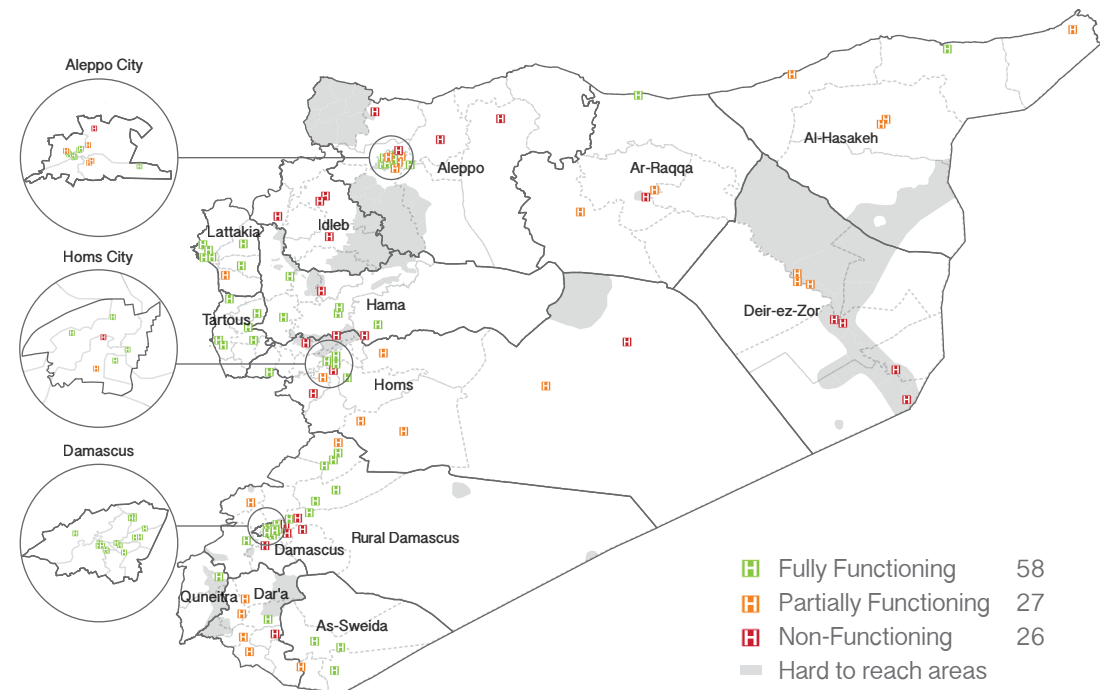 Aleppo City
Al-Hasakeh
Aleppo
Ar-Raqqa
Idleb
Lattakia
Homs City
Hama
Deir-ez-Zor
Tartous
Homs
Damascus
Rural Damascus
Damascus
Quneitra
Dar'a
As-Sweida
H Fully Functioning 58
H Partially Functioning 27
H Non-Functioning 26
Hard to reach areas